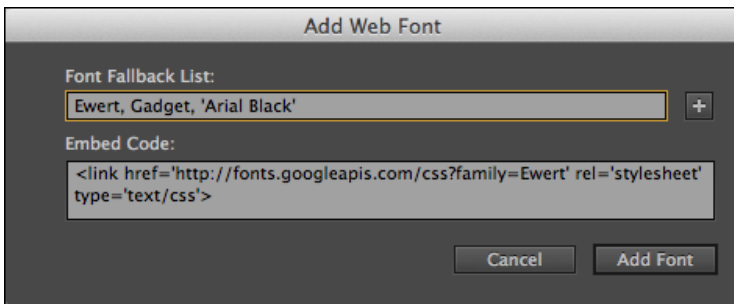 Add Web Font
Font Fallback List:
Ewert, Gadget, 'Arial Black'
+
Embed Code:
<link href='http://fonts.googleapis.com/css?family=Ewert' rel='stylesheet'
type='text/css'>
Cancel Add Font